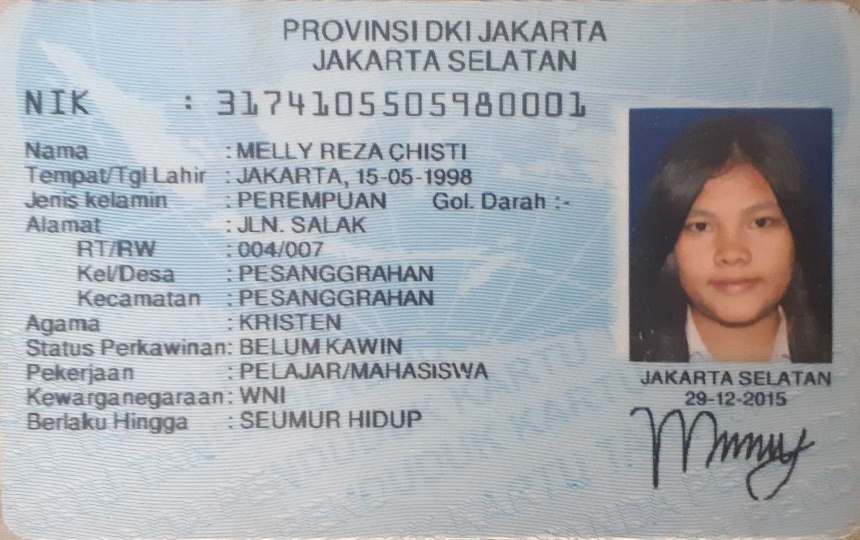 PROVINSI DKI JAKARTA
JAKARTA SELATAN
NIK : 3174105505980001
Nama : MELLY REZA CHISTI
Tempat/Tgl Lahir : JAKARTA, 15-05-1998
Jenis kelamin : PEREMPUAN Gol. Darah :-
Alamat : JLN. SALAK
RT/RW : 004/007
Kel/Desa : PESANGGRAHAN
Kecamatan : PESANGGRAHAN
Agama : KRISTEN
Status Perkawinan: BELUM KAWIN
Pekerjaan : PELAJAR/MAHASISWA
Kewarganegaraan: WNI
Berlaku Hingga : SEUMUR HIDUP
JAKARTA SELATAN
29-12-2015